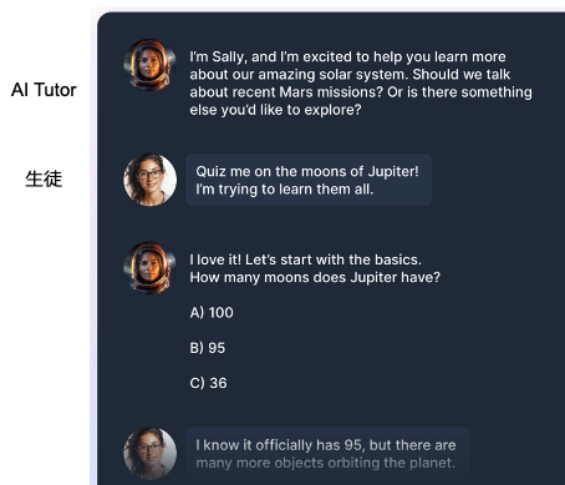 I'm Sally, and I'm excited to help you learn more
about our amazing solar system. Should we talk
AI Tutor
about recent Mars missions? Or is there something
else you'd like to explore?
生徒
Quiz me on the moons of Jupiter!
I'm trying to learn them all.
I love it! Let's start with the basics.
How many moons does Jupiter have?
A) 100
B) 95
C) 36
I know it officially has 95, but there are
many more objects orbiting the planet.